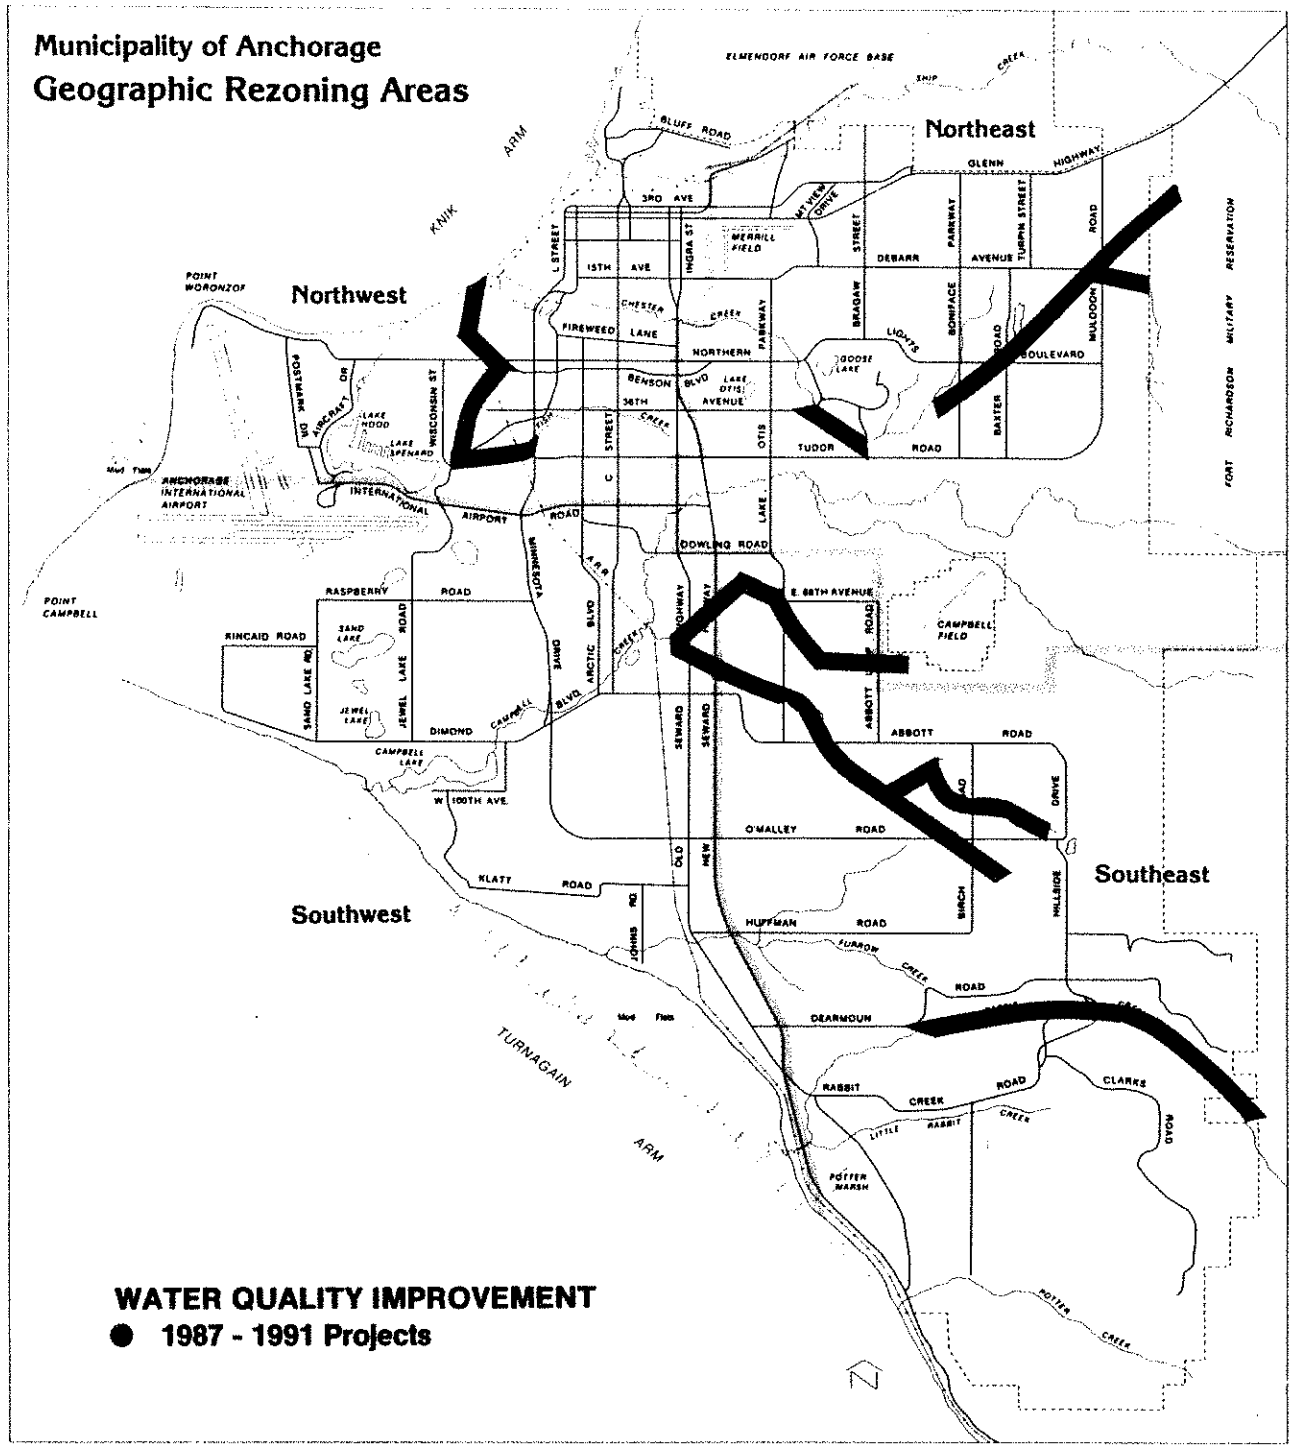 Municipality of Anchorage
Geographic Rezoning Areas
ELMENDORF AIR FORCE BASE
SHIP
CREEK
BLUFF ROAD
Northeast
KNIK
ARM
GLENN
HIGHWAY
3RD AVE
MT VIEW
DRIVE
L STREET
INGRA ST
MERRILL
FIELD
STREET
BRAGAW
PARKWAY
BONIFACE
TURPIN STREET
ROAD
MULDON
DEBARR
AVENUE
15TH AVE
FORT RICHARDSON MILITARY RESERVATION
POINT
WORONZOF
Northwest
CHESTER
CREEK
FIREWEED LANE
NORTHERN
LIGHTS
BOULEVARD
PARKWAY
OTIS
LAKE
BENSON BLVD
LAKE
OTIS
GOOSE
LAKE
36TH
AVENUE
POSTMARK DR
AIRCRAFT DR
WISCONSIN ST
LAKE
HOOD
LAKE
SPENARD
FISH
CREEK
C STREET
BAXTER
ROAD
TUDOR
ROAD
Mud Flats
ANCHORAGE
INTERNATIONAL
AIRPORT
INTERNATIONAL
AIRPORT
ROAD
DOWLING ROAD
MINNESOTA
DRIVE
ARR
ARCTIC BLVD
POINT
CAMPBELL
RASPBERRY
ROAD
E. 68TH AVENUE
CAMPBELL
FIELD
KINCAID ROAD
SAND
LAKE
SAND LAKE RD
JEWEL LAKE ROAD
JEWEL
LAKE
CREEK
CAMPBELL
DIMOND
BLVD.
OLD
SEWARD
HIGHWAY
NEW
SEWARD
ABBOTT
ROAD
ABBOTT
ROAD
CAMPBELL
LAKE
W 100TH AVE.
O'MALLEY
ROAD
DRIVE
HILLSIDE
BIRCH
Southeast
KLATT
ROAD
Southwest
JOHNS RD.
HUFFMAN
ROAD
FURROW
CREEK
ROAD
DEARMOUN
Mud Flats
TURNAGAIN
ARM
RABBIT
CREEK
ROAD
CLARKS
ROAD
LITTLE RABBIT CREEK
POTTER
MARSH
POTTER
CREEK
WATER QUALITY IMPROVEMENT
● 1987 - 1991 Projects